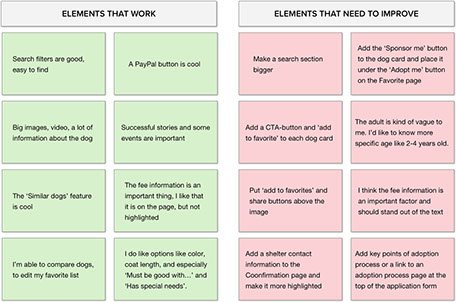 ELEMENTS THAT WORK
Search filters are good,
easy to find
A PayPal button is cool
Big images, video, a lot of
information about the dog
Successful stories and some
events are important
The ‘Similar dogs’ feature
is cool
The fee information is an
important thing, I like that
it is on the page, but not
highlighted
I’m able to compare dogs,
to edit my favorite list
I do like options like color,
coat length, and especially
‘Must be good with…’ and
‘Has special needs’.
ELEMENTS THAT NEED TO IMPROVE
Make a search section
bigger
Add the ‘Sponsor me’ button
to the dog card and place it
under the ‘Adopt me’ button
on the Favorite page
Add a CTA-button and ‘add
to favorite’ to each dog card
The adult is kind of vague to
me. I’d like to know more
specific age like 2-4 years old.
Put ‘add to favorites’ and
share buttons above the
image
I think the fee information is
an important factor and
should stand out of the text
Add a shelter contact
information to the
Coonfirmation page and
make it more highlighted
Add key points of adoption
process or a link to an
adoption process page at the
top of the application form